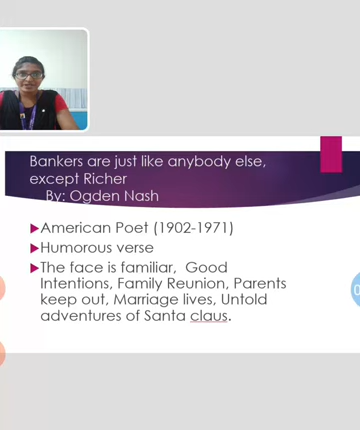 Bankers are just like anybody else,
except Richer
By: Ogden Nash
American Poet (1902-1971)
Humorous verse
The face is familiar, Good
Intentions, Family Reunion, Parents
keep out, Marriage lives, Untold
adventures of Santa claus.